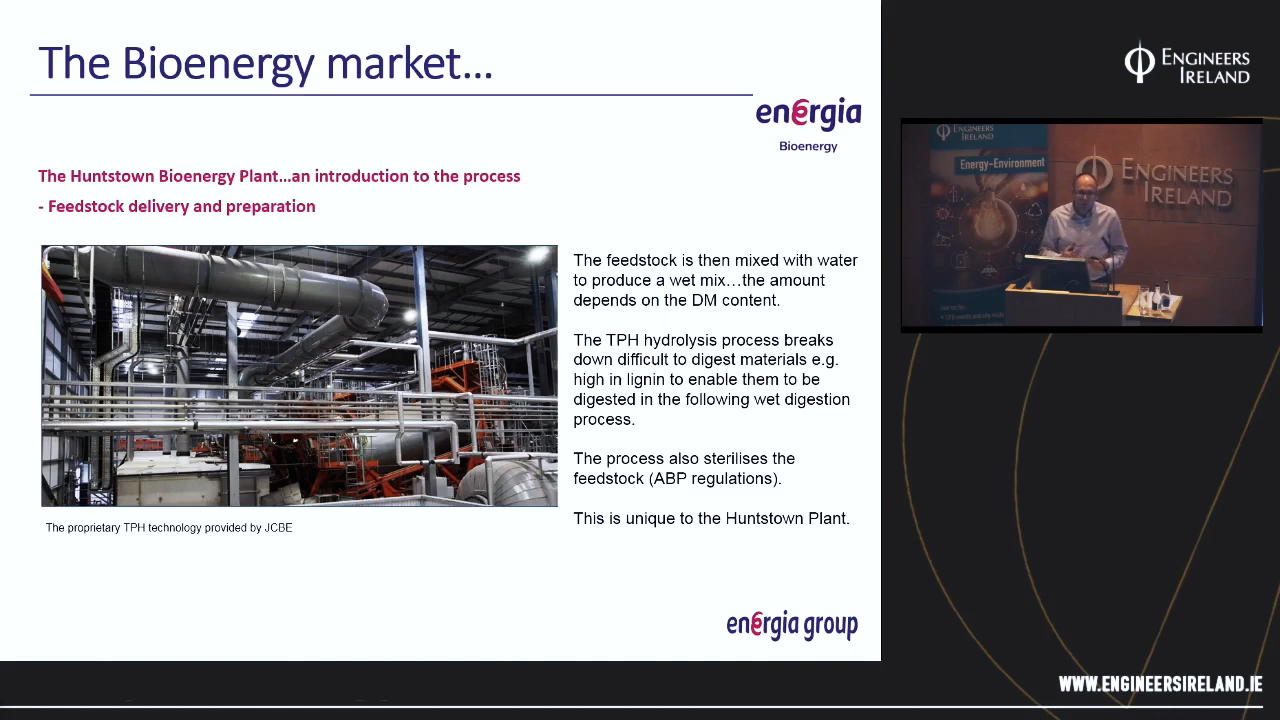 The Bioenergy market...
energia
Bioenergy
The Huntstown Bioenergy Plant...an introduction to the process
- Feedstock delivery and preparation
The feedstock is then mixed with water
to produce a wet mix…the amount
depends on the DM content.
The TPH hydrolysis process breaks
down difficult to digest materials e.g.
high in lignin to enable them to be
digested in the following wet digestion
process.
The process also sterilises the
feedstock (ABP regulations).
This is unique to the Huntstown Plant.
The proprietary TPH technology provided by JCBE
energia group
ENGINEERS
IRELAND
ENGINEERS
IRELAND
Energy-Environment
ENGINEERS
IRELAND
WWW.ENGINEERSIRELAND.IE